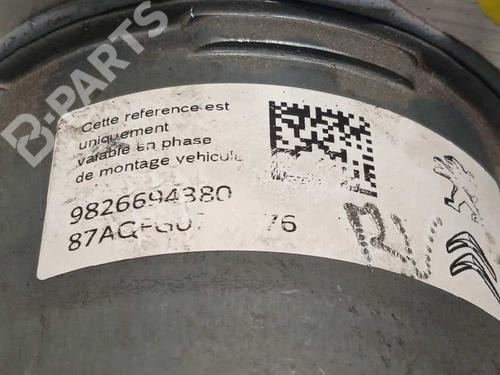 B-PARTS
Cette reference est
uniquement
valable en phase
de montage vehicule
9826694380
76